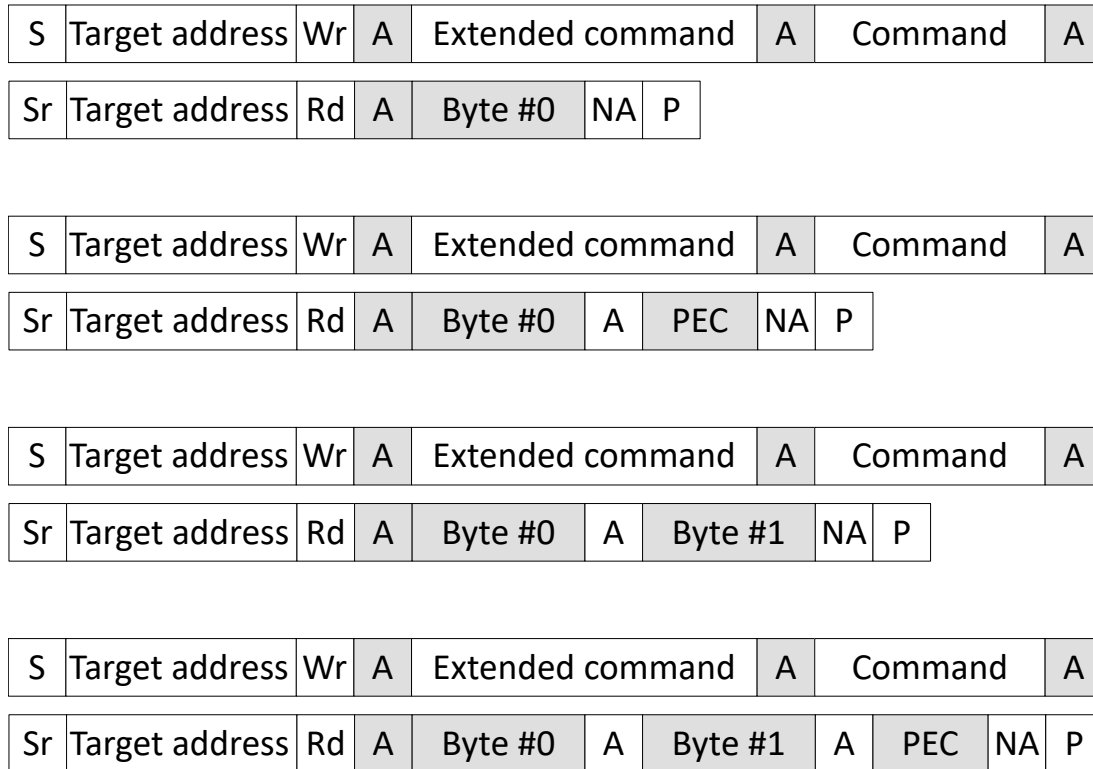 S Target address Wr A Extended command A Command A
Sr Target address Rd A Byte #0 NA P
S Target address Wr A Extended command A Command A
Sr Target address Rd A Byte #0 A PEC NA P
S Target address Wr A Extended command A Command A
Sr Target address Rd A Byte #0 A Byte #1 NA P
S Target address Wr A Extended command A Command A
Sr Target address Rd A Byte #0 A Byte #1 A PEC NA P